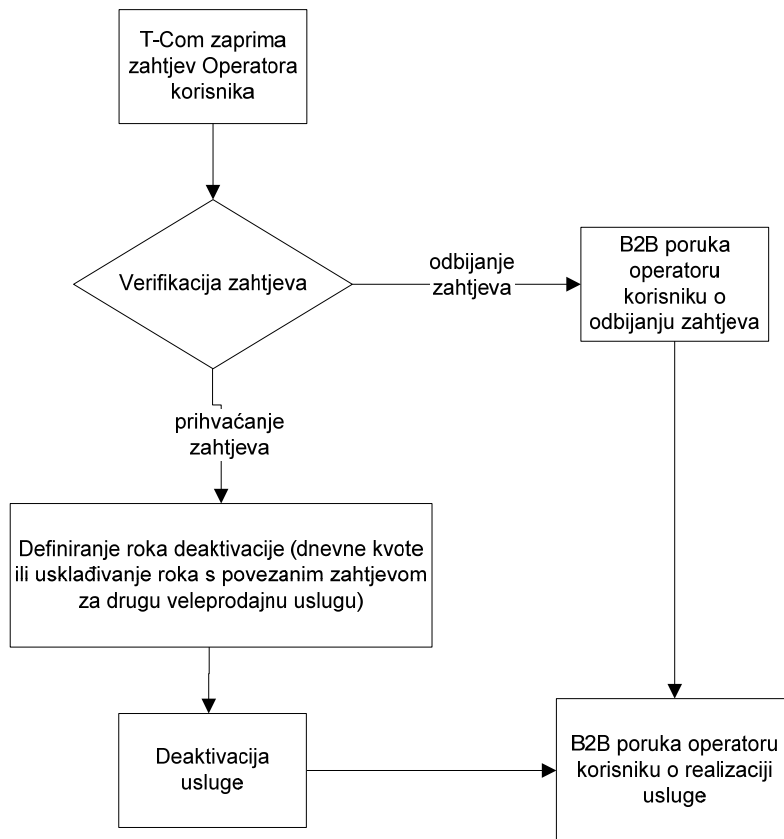 T-Com zaprima
zahtjev Operatora
korisnika
Verifikacija zahtjeva
odbijanje
zahtjeva
B2B poruka
operatoru
korisniku o
odbijanju zahtjeva
prihvaćanje
zahtjeva
Definiranje roka deaktivacije (dnevne kvote
ili usklađivanje roka s povezanim zahtjevom
za drugu veleprodajnu uslugu)
Deaktivacija
usluge
B2B poruka operatoru
korisniku o realizaciji
usluge